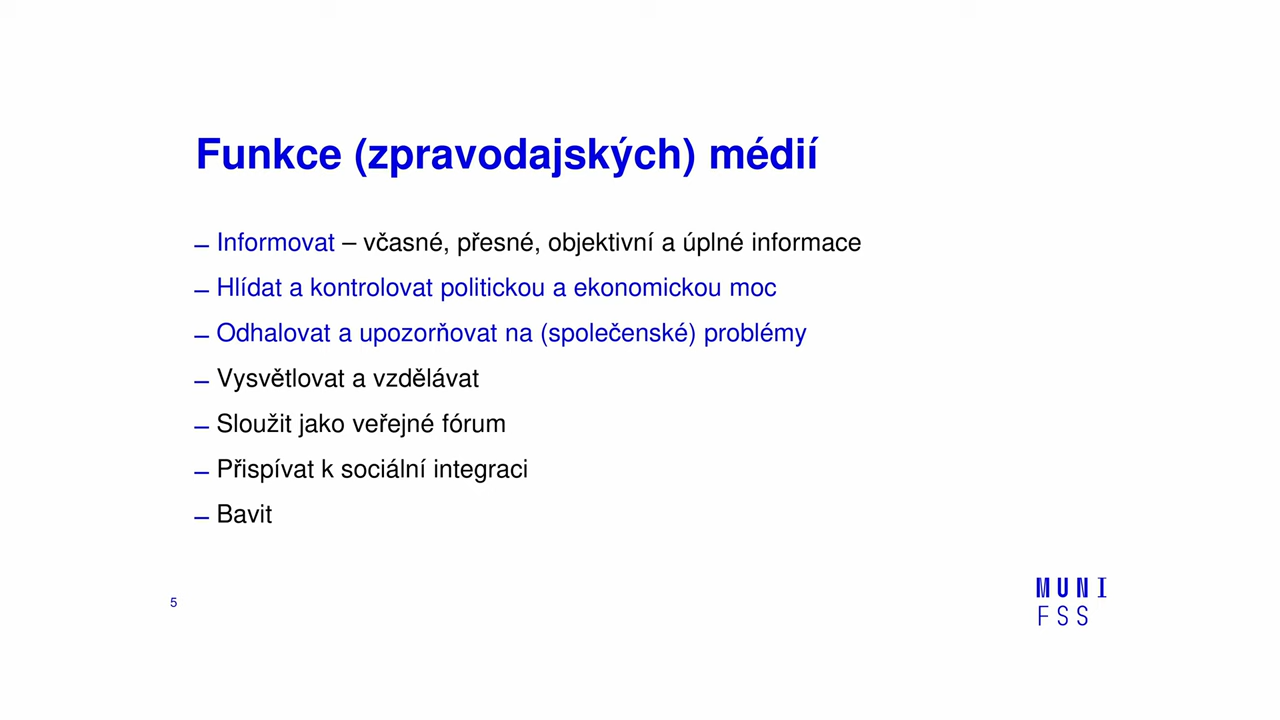 Funkce (zpravodajských) médií
– Informovat – včasné, přesné, objektivní a úplné informace
– Hlídat a kontrolovat politickou a ekonomickou moc
– Odhalovat a upozorňovat na (společenské) problémy
– Vysvětlovat a vzdělávat
– Sloužit jako veřejné fórum
– Přispívat k sociální integraci
– Bavit
5
MUNI
FSS